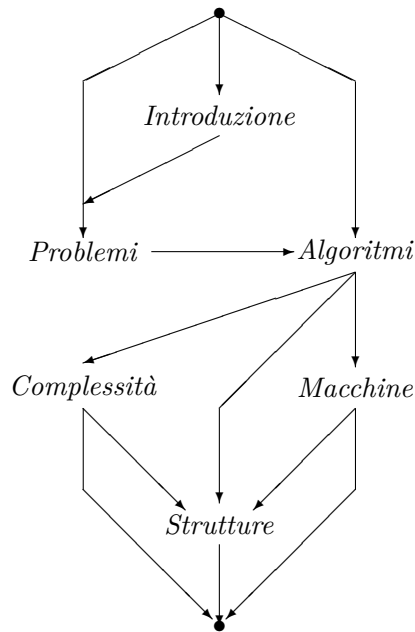 Introduzione
Problemi Algoritmi
Complessità Macchine
Strutture